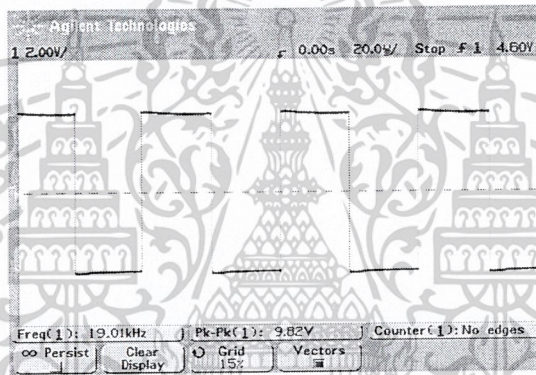 Agilent Technologies
1 2.00V/ 0.00s 20.0µ/ Stop 1 4.60V
Freq(1): 19.01kHz Pk-Pk(1): 9.82V Counter(1): No edges
∞ Persist Clear Display Grid 15% Vectors